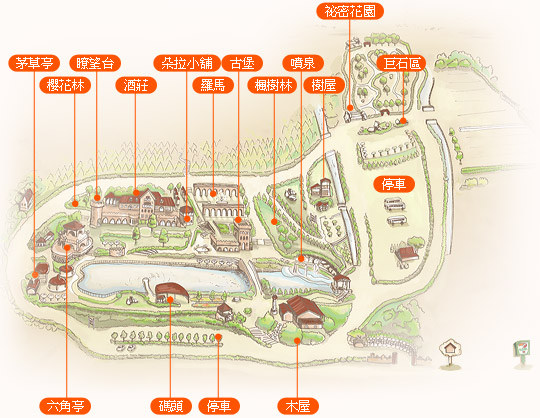 祕密花園
茅草亭 瞭望台 朵拉小舖 古堡 噴泉 巨石區
櫻花林 酒莊 羅馬 梅樹林 樹屋
停車
7
六角亭 碼頭 停車 木屋